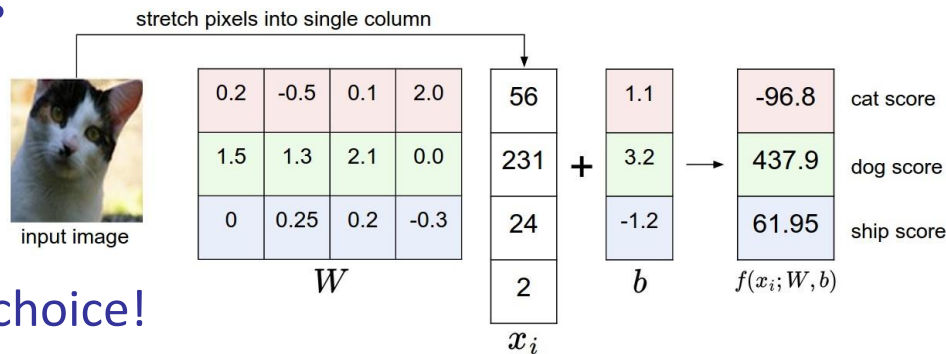 stretch pixels into single column
0.2 -0.5 0.1 2.0 56 1.1 -96.8 cat score
1.5 1.3 2.1 0.0 231 + 3.2 437.9 dog score
0 0.25 0.2 -0.3 24 -1.2 61.95 ship score
input image
W 2 b f(x_i; W, b)
choice!
x_i